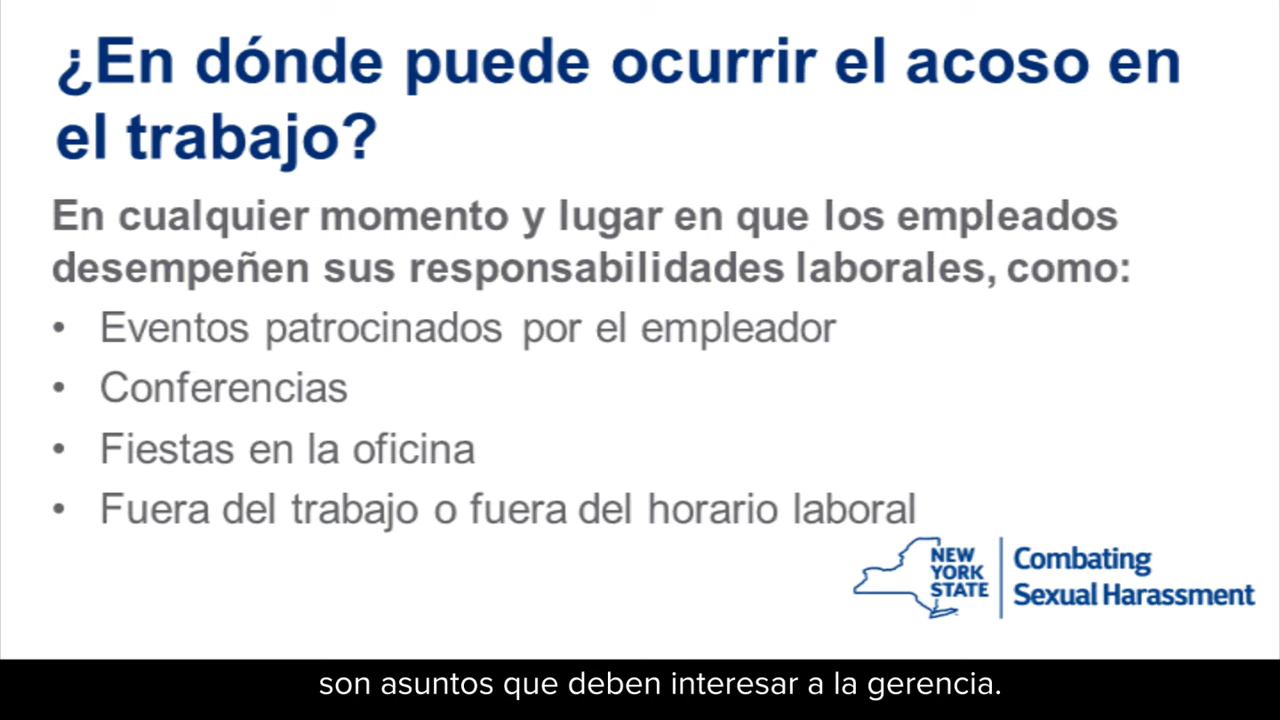 ¿En dónde puede ocurrir el acoso en
el trabajo?
En cualquier momento y lugar en que los empleados
desempeñen sus responsabilidades laborales, como:
• Eventos patrocinados por el empleador
• Conferencias
• Fiestas en la oficina
• Fuera del trabajo o fuera del horario laboral
NEW
YORK
STATE
Combating
Sexual Harassment
son asuntos que deben interesar a la gerencia.